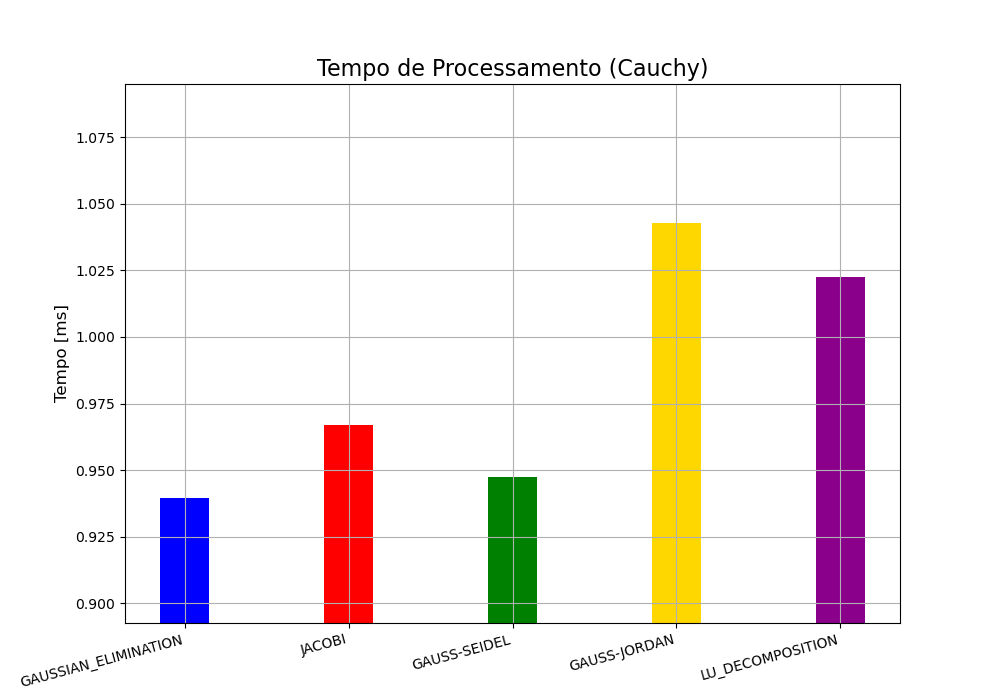 Tempo de Processamento (Cauchy)
Tempo [ms]
1.075
1.050
1.025
1.000
0.975
0.950
0.925
0.900
GAUSSIAN_ELIMINATION
JACOBI
GAUSS-SEIDEL
GAUSS-JORDAN
LU_DECOMPOSITION